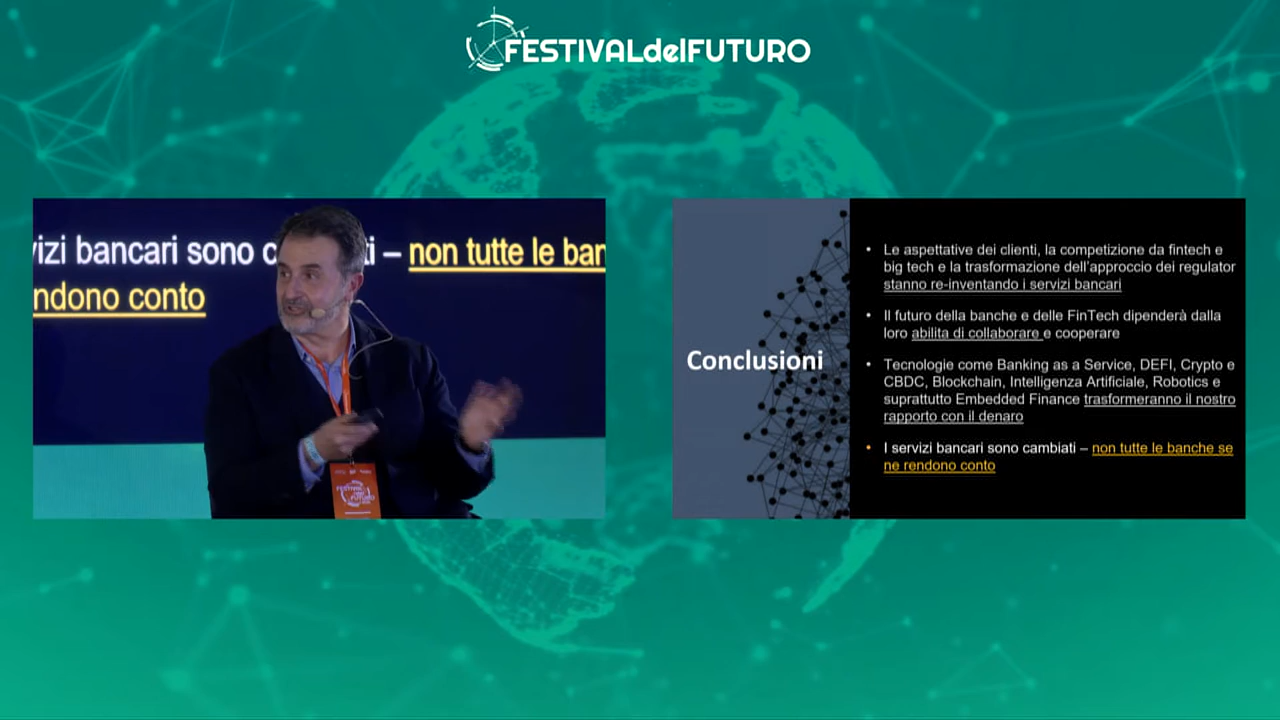 FESTIVALdelFUTURO
vizi bancari sono c ti – non tutte le ban
ndono conto
FESTIVAL
FUTURO
Conclusioni
• Le aspettative dei clienti, la competizione da fintech e
big tech e la trasformazione dell'approccio dei regulator
stanno re-inventando i servizi bancari
• Il futuro della banche e delle FinTech dipenderà dalla
loro abilita di collaborare e cooperare
• Tecnologie come Banking as a Service, DEFI, Crypto e
CBDC, Blockchain, Intelligenza Artificiale, Robotics e
suprattutto Embedded Finance trasformeranno il nostro
rapporto con il denaro
• I servizi bancari sono cambiati – non tutte le banche se
ne rendono conto